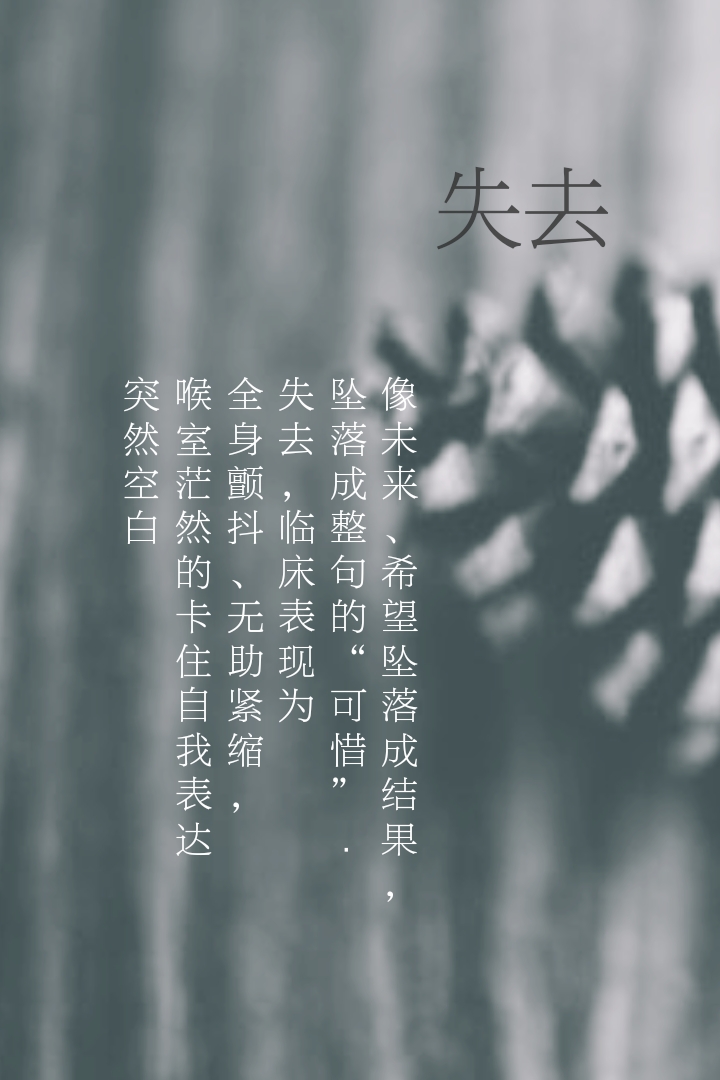 失去
像未来、希望坠落成结果，
坠落成整句的“可惜”.
失去，临床表现为
全身颤抖、无助紧缩，
喉室茫然的卡住自我表达
突然空白